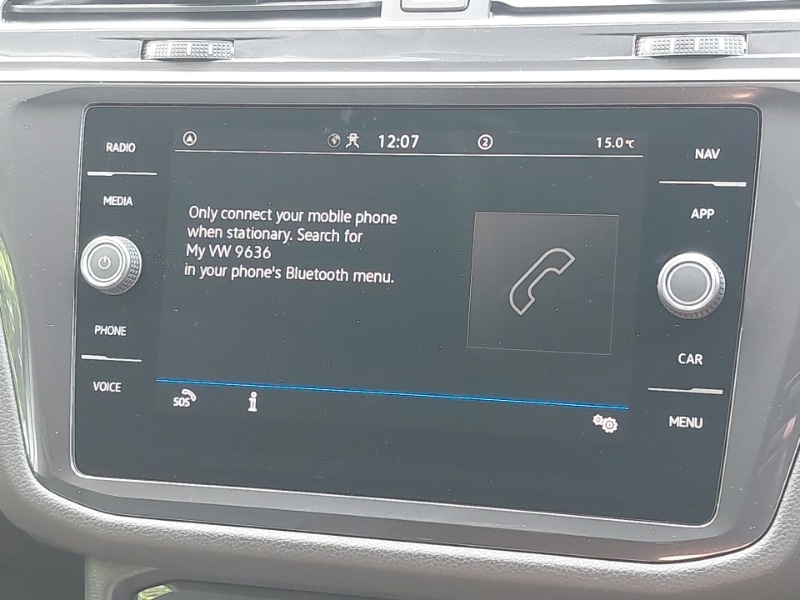 RADIO
MEDIA
PHONE
VOICE
12:07
2
15.0°C
Only connect your mobile phone
when stationary. Search for
My VW 9636
in your phone's Bluetooth menu.
SOS
i
NAV
APP
CAR
MENU